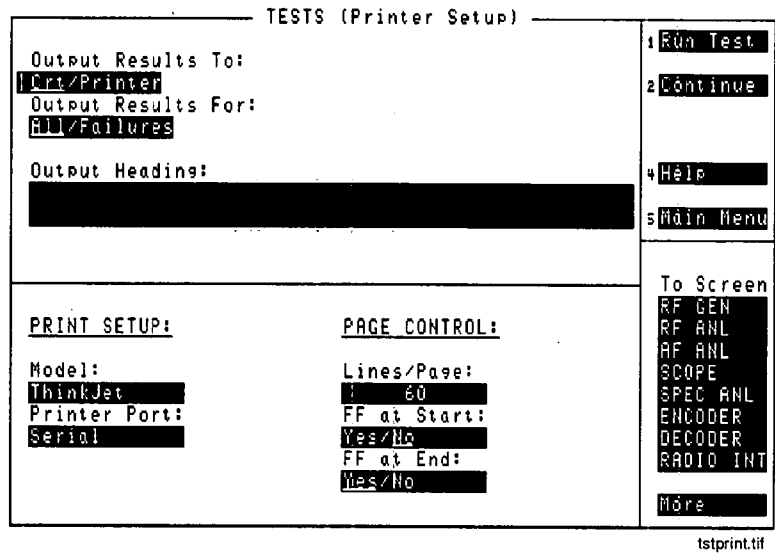 TESTS (Printer Setup)
Output Results To:
Crt/Printer
Output Results For:
All/Failures
Output Heading:
1 Run Test
2 Continue
4 Help
5 Main Menu
PRINT SETUP:
Model:
ThinkJet
Printer Port:
Serial
PAGE CONTROL:
Lines/Page:
60
FF at Start:
Yes/No
FF at End:
Yes/No
To Screen
RF GEN
RF ANL
AF ANL
SCOPE
SPEC ANL
ENCODER
DECODER
RADIO INT
More
tstprint.tif